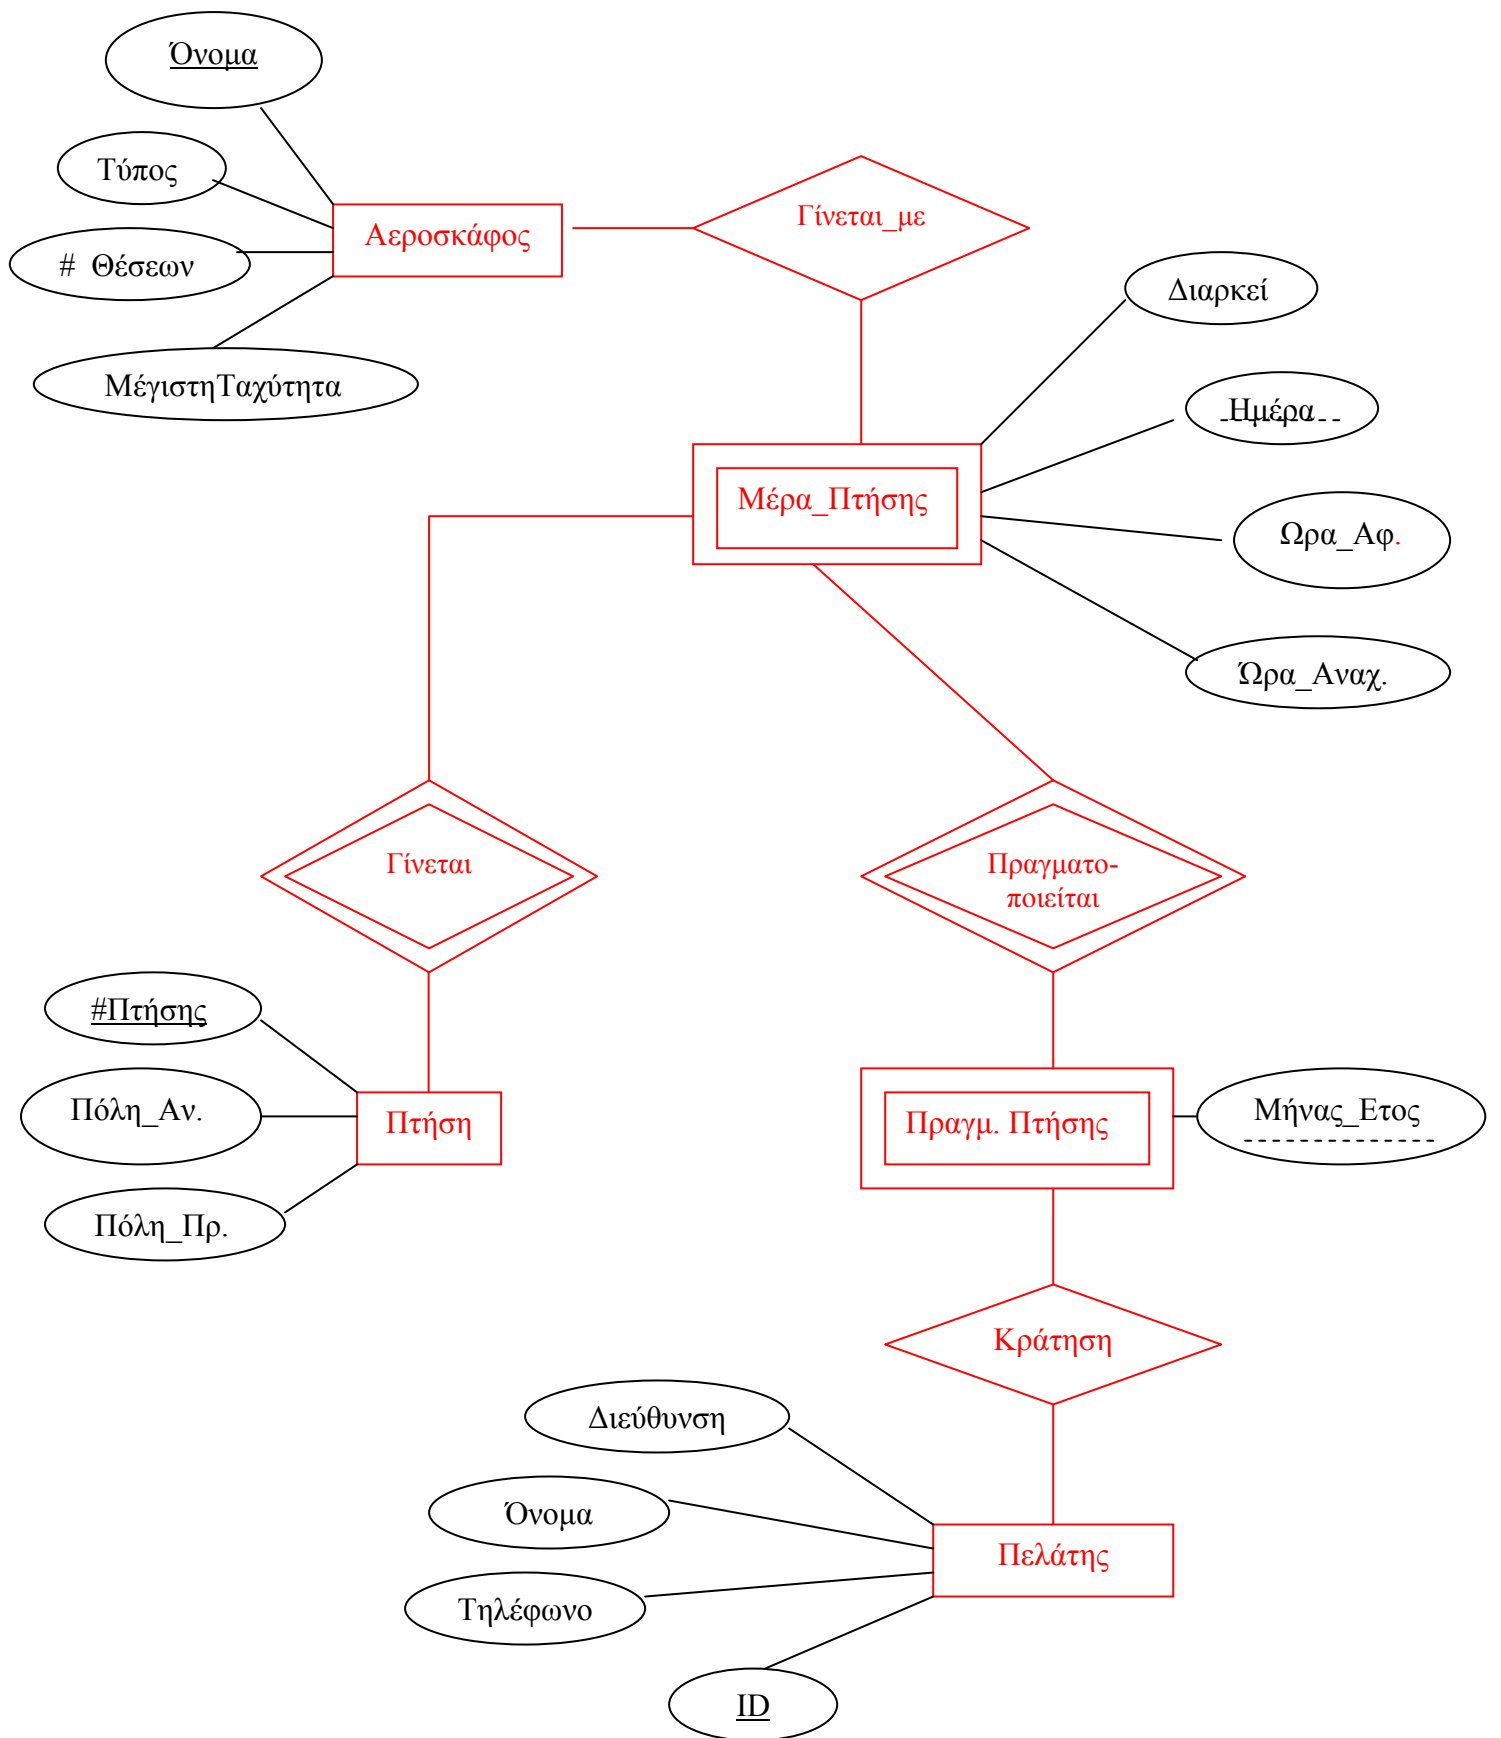 Όνομα
Τύπος
# Θέσεων
ΜέγιστηΤαχύτητα
Αεροσκάφος
Γίνεται_με
Διαρκεί
Ημέρα
Μέρα_Πτήσης
Ωρα_Αφ.
Ώρα_Αναχ.
Γίνεται
Πραγματο-
ποιείται
#Πτήσης
Πόλη_Αν.
Πτήση
Πόλη_Πρ.
Πραγμ. Πτήσης
Μήνας_Ετος
Κράτηση
Διεύθυνση
Όνομα
Πελάτης
Τηλέφωνο
ID